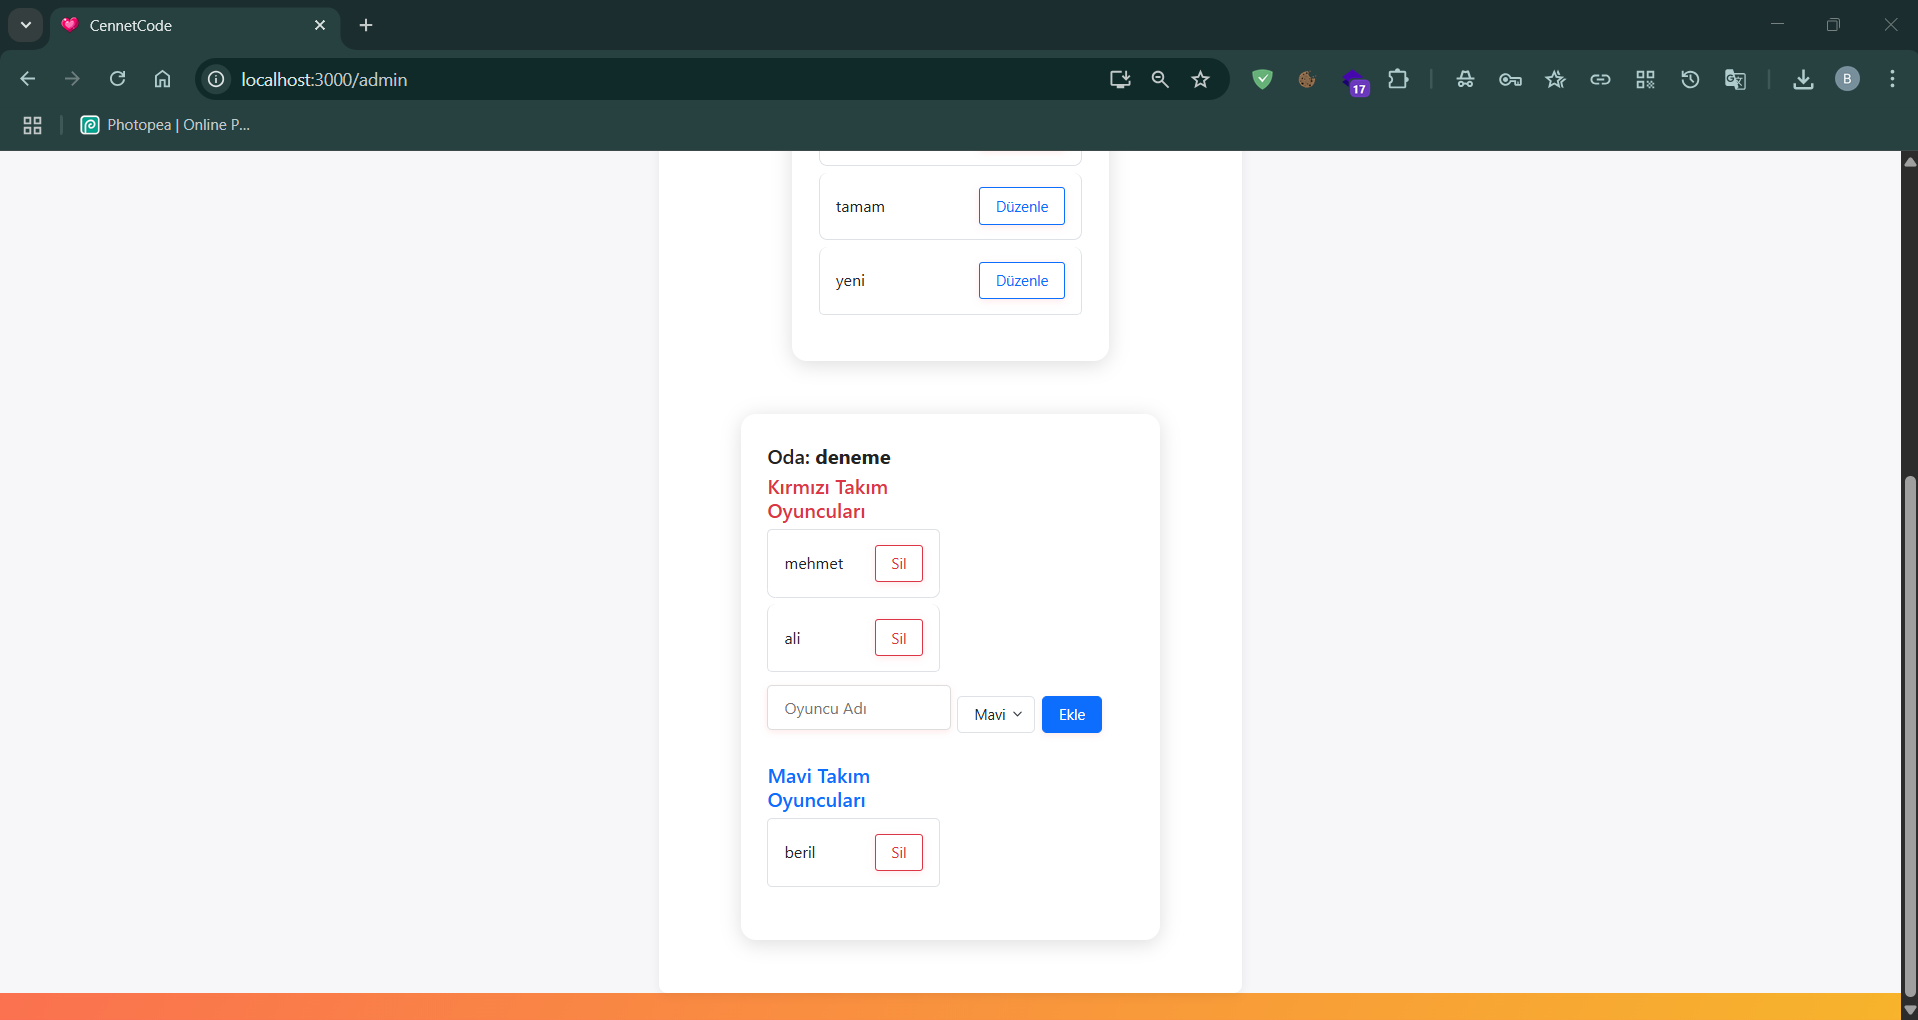 CennetCode
localhost:3000/admin
17
B
Photopea | Online P...
tamam
Düzenle
yeni
Düzenle
Oda: deneme
Kırmızı Takım
Oyuncuları
mehmet
Sil
ali
Sil
Oyuncu Adı
Mavi
Ekle
Mavi Takım
Oyuncuları
beril
Sil